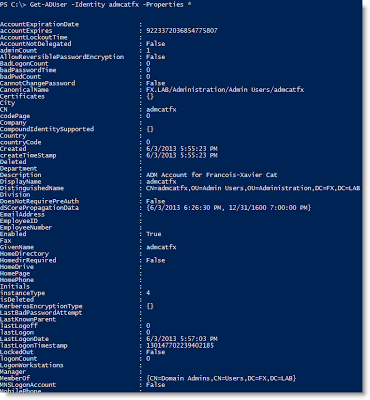 PS C:\> Get-ADUser -Identity admcatfx -Properties *
AccountExpirationDate :
accountExpires : 9223372036854775807
AccountLockoutTime :
AccountNotDelegated : False
adminCount : 1
AllowReversiblePasswordEncryption : False
BadLogonCount : 0
badPasswordTime : 0
badPwdCount : 0
CannotChangePassword : False
CanonicalName : FX.LAB/Administration/Admin Users/admcatfx
Certificates : {}
City :
CN : admcatfx
codePage : 0
Company :
CompoundIdentitySupported : {}
Country :
countryCode : 0
Created : 6/3/2013 5:55:23 PM
createTimeStamp : 6/3/2013 5:55:23 PM
Deleted :
Department :
Description : ADM Account for Francois-Xavier Cat
DisplayName : admcatfx
DistinguishedName : CN=admcatfx,OU=Admin Users,OU=Administration,DC=FX,DC=LAB
Division :
DoesNotRequirePreAuth : False
dSCorePropagationData : {6/3/2013 6:26:30 PM, 12/31/1600 7:00:00 PM}
EmailAddress :
EmployeeID :
EmployeeNumber :
Enabled : True
Fax :
GivenName : admcatfx
HomeDirectory :
HomedirRequired : False
HomeDrive :
HomePage :
HomePhone :
Initials :
instanceType : 4
isDeleted :
KerberosEncryptionType : {}
LastBadPasswordAttempt :
LastKnownParent :
lastLogoff : 0
lastLogon : 0
LastLogonDate : 6/3/2013 5:57:03 PM
lastLogonTimestamp : 130147702239402185
LockedOut : False
logonCount : 0
LogonWorkstations :
Manager :
MemberOf : {CN=Domain Admins,CN=Users,DC=FX,DC=LAB}
MNSLogonAccount : False
MobilePhone :